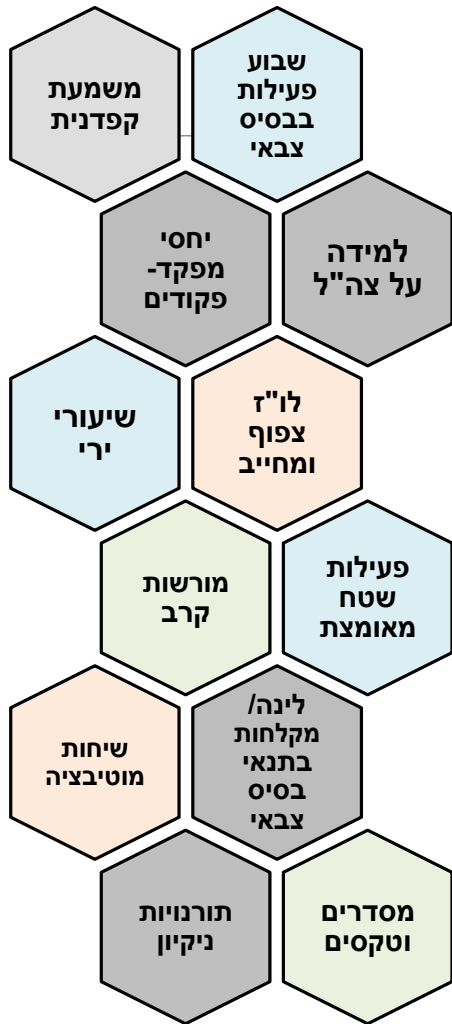 שבוע
פעילות
בבסיס
צבאי
משמעת
קפדנית
למידה
על צה"ל
יחסי
מפקד-
פקודים
לו"ז
צפוף
ומחייב
שיעורי
ירי
פעילות
שטח
מאומצת
מורשות
קרב
לינה/
מקלחות
בתנאי
בסיס
צבאי
שיחות
מוטיבציה
מסדרים
וטקסים
תורנויות
ניקיון